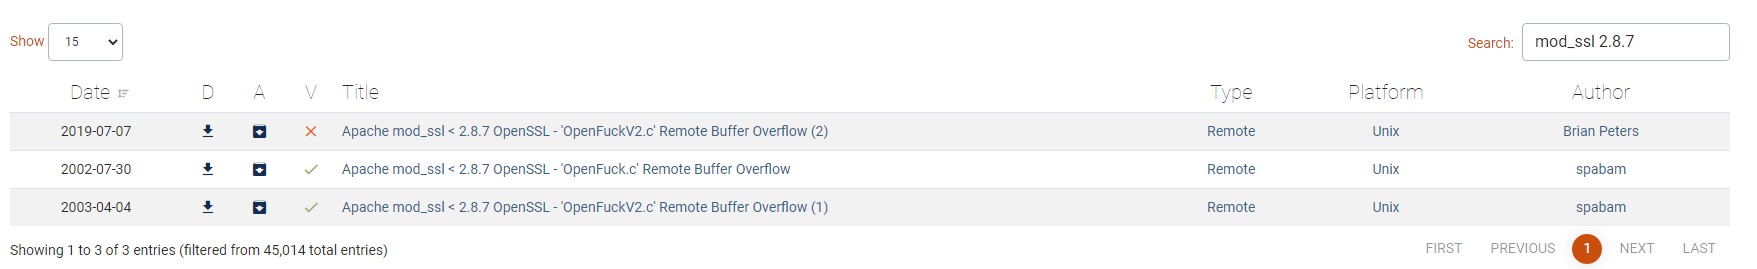 Show 15 Search: mod_ssl 2.8.7
Date D A V Title Type Platform Author
2019-07-07 Apache mod_ssl < 2.8.7 OpenSSL - 'OpenFuckV2.c' Remote Buffer Overflow (2) Remote Unix Brian Peters
2002-07-30 Apache mod_ssl < 2.8.7 OpenSSL - 'OpenFuck.c' Remote Buffer Overflow Remote Unix spabam
2003-04-04 Apache mod_ssl < 2.8.7 OpenSSL - 'OpenFuckV2.c' Remote Buffer Overflow (1) Remote Unix spabam
Showing 1 to 3 of 3 entries (filtered from 45,014 total entries) FIRST PREVIOUS 1 NEXT LAST